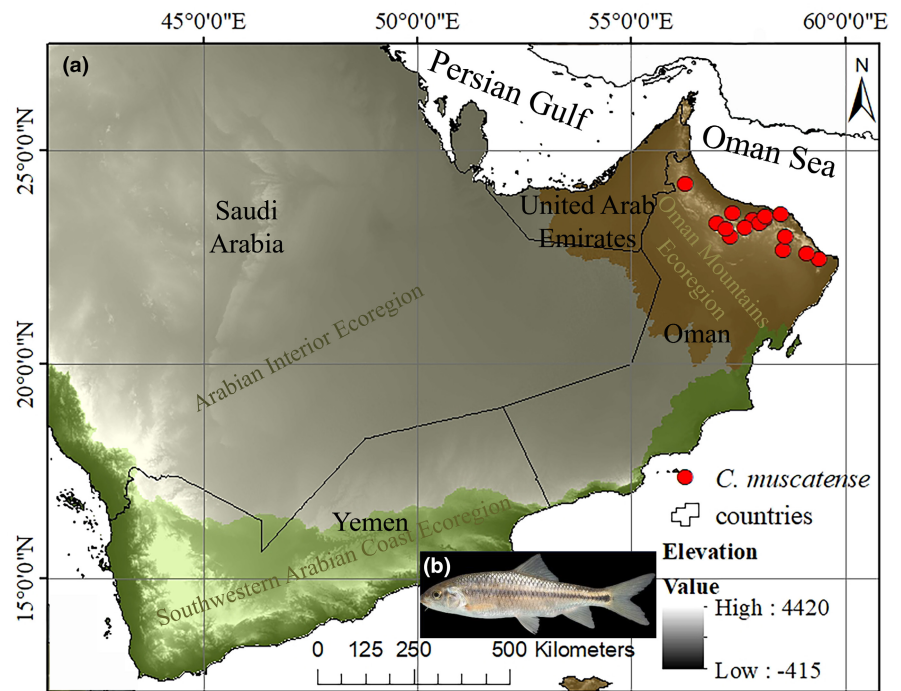 45°0'0"E
50°0'0"E
55°0'0"E
60°0'0"E
(a)
Persian Gulf
N
Oman Sea
25°0'0"N
Saudi
Arabia
United Arab
Emirates
Oman Mountains
Ecoregion
Arabian Interior Ecoregion
Oman
20°0'0"N
C. muscatense
countries
Yemen
Southwestern Arabian Coast Ecoregion
Elevation
Value
High : 4420
Low : -415
15°0'0"N
(b)
0 125 250 500 Kilometers